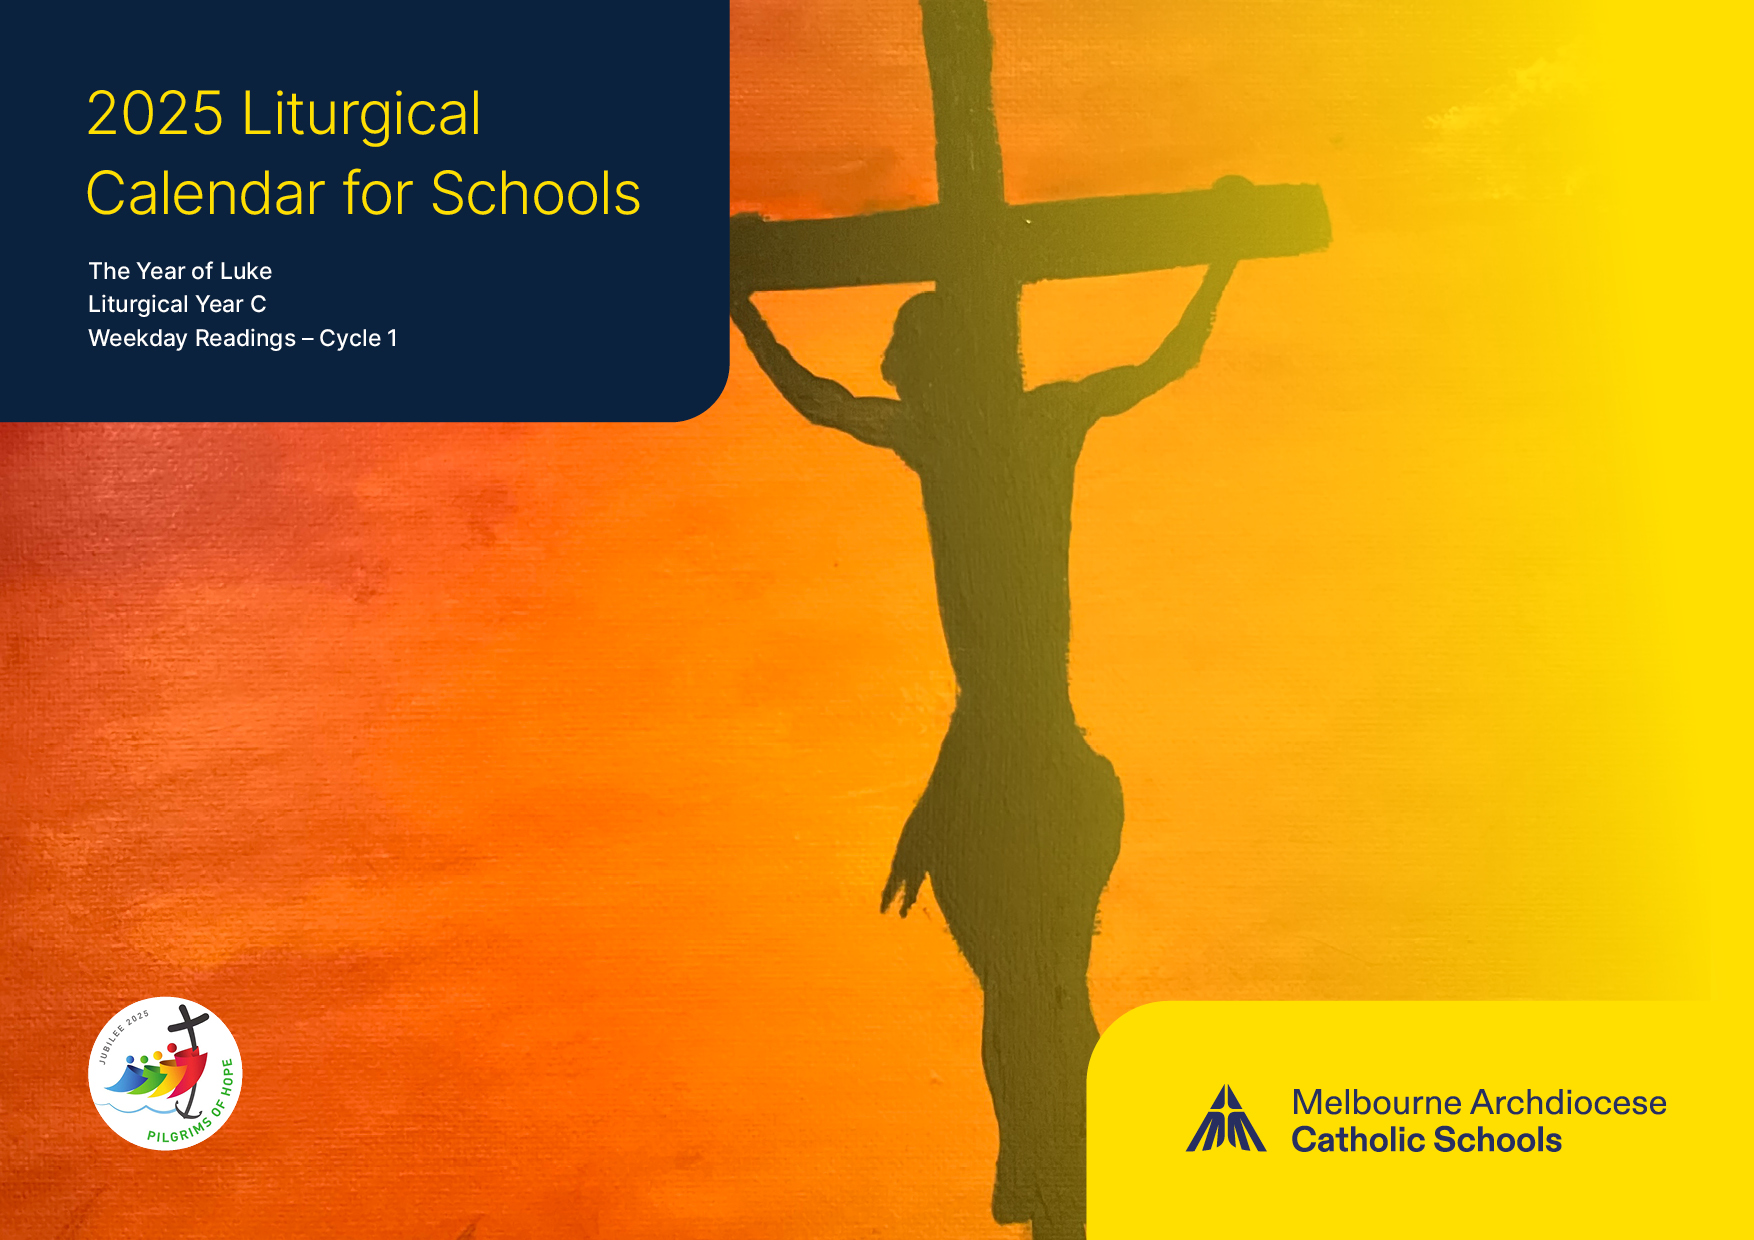 2025 Liturgical
Calendar for Schools
The Year of Luke
Liturgical Year C
Weekday Readings – Cycle 1
JUBILEE 2025
PILGRIMS OF HOPE
Melbourne Archdiocese
Catholic Schools